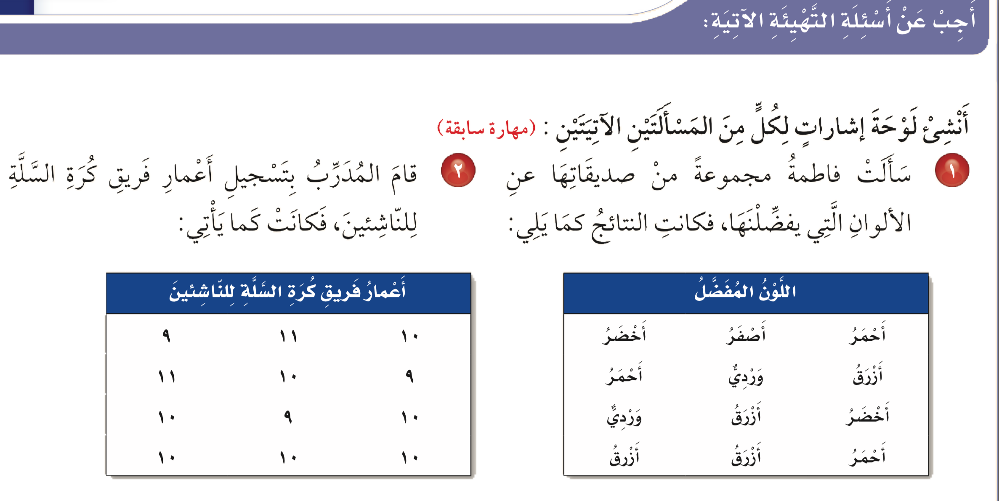 أَجِبْ عَنْ أَسْئِلَةِ التَّهْيِئَةِ الآتِيَةِ:
أَنْشِئْ لَوْحَةَ إشاراتٍ لِكُلٍّ مِنَ المَسْأَلَتَيْنِ الآتِيَتَيْنِ : (مهارة سابقة)
١ سَأَلَتْ فاطمةُ مجموعةً منْ صديقَاتِهَا عنِ
الألوانِ الَّتِي يفضِّلْنَهَا، فكانتِ النتائجُ كمَا يَلِي:
اللَّوْنُ المُفَضَّلُ
أَحْمَرُ أَصْفَرُ أَخْضَرُ
أَزْرَقُ وَرْدِيٌّ أَحْمَرُ
أَخْضَرُ أَزْرَقُ وَرْدِيٌّ
أَحْمَرُ أَزْرَقُ أَزْرقُ
٢ قامَ المُدَرِّبُ بِتَسْجيلِ أَعْمارِ فَريقِ كُرَةِ السَّلَّةِ
لِلنّاشِئينَ، فَكانَتْ كَما يَأْتِي:
أَعْمارُ فَريقِ كُرَةِ السَّلَّةِ لِلنّاشِئينَ
١٠ ١١ ٩
٩ ١٠ ١١
١٠ ٩ ١٠
١٠ ١٠ ١٠